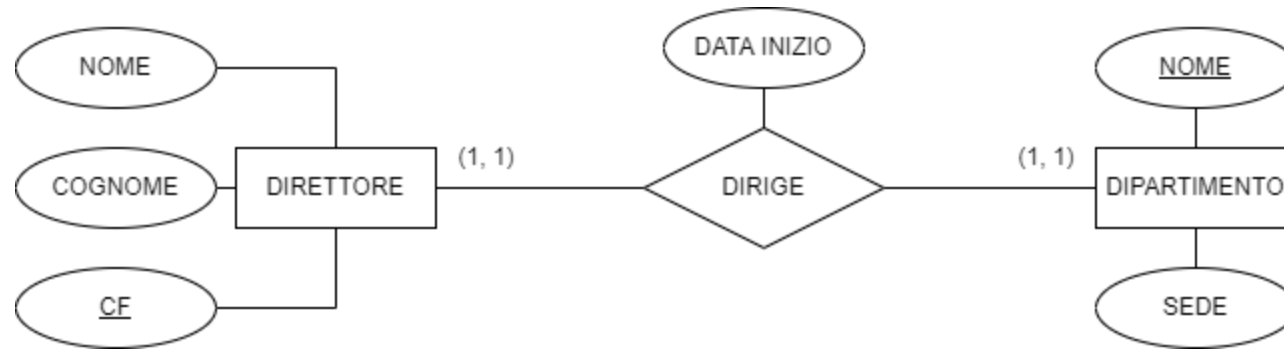 NOME
COGNOME
CF
DIRETTORE
(1, 1)
DATA INIZIO
DIRIGE
(1, 1)
NOME
DIPARTIMENTO
SEDE